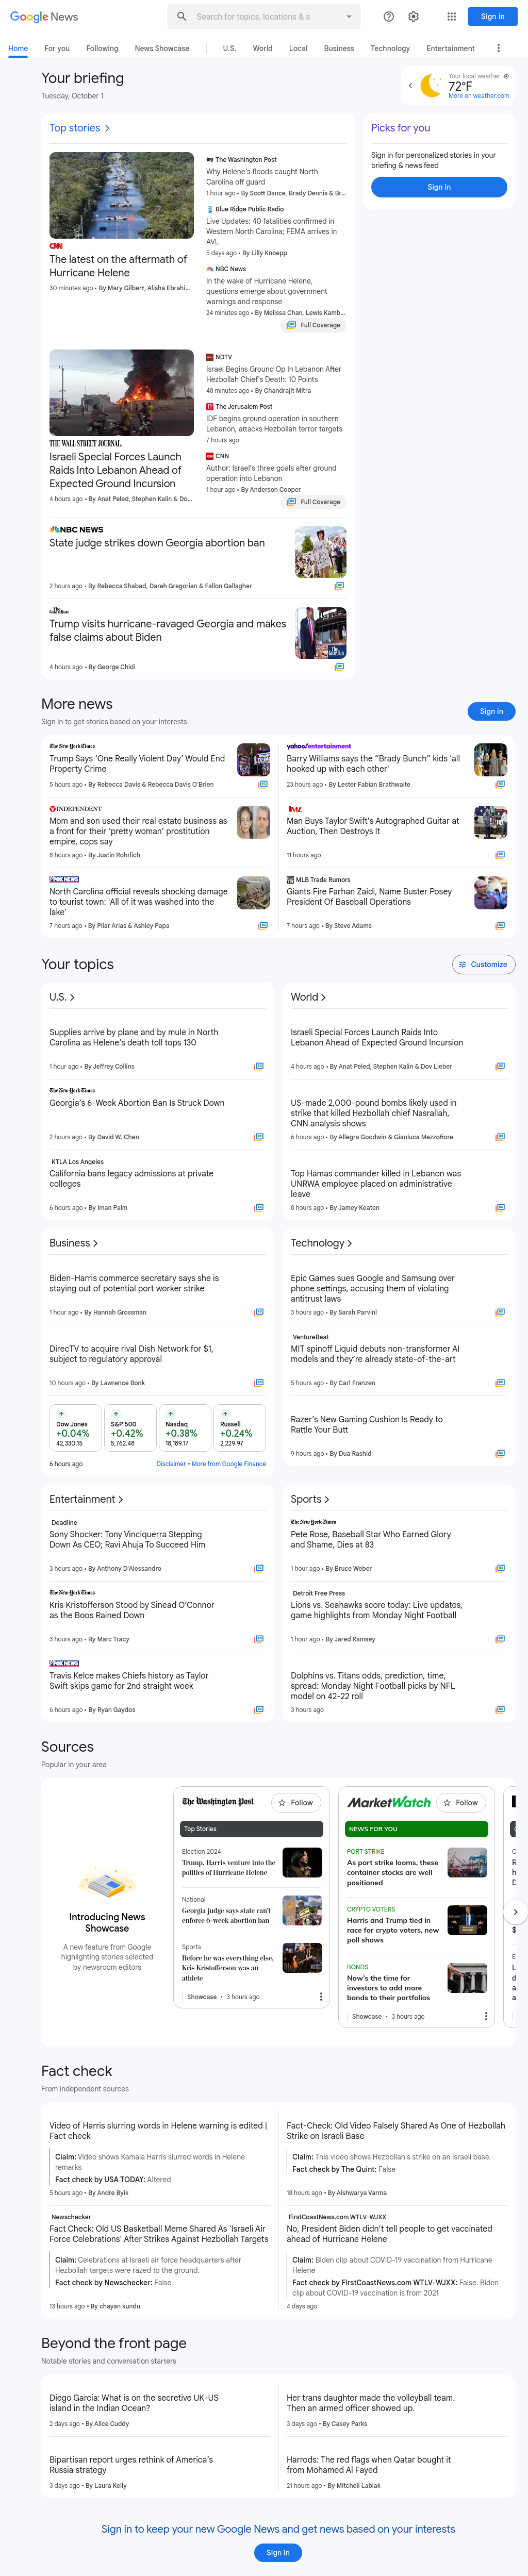 Google News
Search for topics, locations & s
Sign in
Home
For you
Following
News Showcase
U.S.
World
Local
Business
Technology
Entertainment
Your briefing
Tuesday, October 1
Your local weather
72°F
More on weather.com
Top stories
Picks for you
Sign in for personalized stories in your
briefing & news feed
Sign in
CNN
The latest on the aftermath of
Hurricane Helene
30 minutes ago • By Mary Gilbert, Alisha Ebrahi…
The Washington Post
Why Helene's floods caught North
Carolina off guard
1 hour ago • By Scott Dance, Brady Dennis & Br…
Blue Ridge Public Radio
Live Updates: 40 fatalities confirmed in
Western North Carolina; FEMA arrives in
AVL
5 days ago • By Lilly Knoepp
NBC News
In the wake of Hurricane Helene,
questions emerge about government
warnings and response
24 minutes ago • By Melissa Chan, Lewis Kamb…
Full Coverage
THE WALL STREET JOURNAL
Israeli Special Forces Launch
Raids Into Lebanon Ahead of
Expected Ground Incursion
4 hours ago • By Anat Peled, Stephen Kalin & Do…
NDTV
Israel Begins Ground Op In Lebanon After
Hezbollah Chief's Death: 10 Points
48 minutes ago • By Chandrajit Mitra
The Jerusalem Post
IDF begins ground operation in southern
Lebanon, attacks Hezbollah terror targets
7 hours ago
CNN
Author: Israel's three goals after ground
operation into Lebanon
1 hour ago • By Anderson Cooper
Full Coverage
NBC NEWS
State judge strikes down Georgia abortion ban
2 hours ago • By Rebecca Shabad, Dareh Gregorian & Fallon Gallagher
The Guardian
Trump visits hurricane-ravaged Georgia and makes
false claims about Biden
4 hours ago • By George Chidi
More news
Sign in to get stories based on your interests
Sign in
The New York Times
Trump Says 'One Really Violent Day' Would End
Property Crime
5 hours ago • By Rebecca Davis & Rebecca Davis O'Brien
yahoo!entertainment
Barry Williams says the "Brady Bunch" kids 'all
hooked up with each other'
23 hours ago • By Lester Fabian Brathwaite
INDEPENDENT
Mom and son used their real estate business as
a front for their 'pretty woman' prostitution
empire, cops say
8 hours ago • By Justin Rohrlich
TMZ
Man Buys Taylor Swift's Autographed Guitar at
Auction, Then Destroys It
11 hours ago
FOX NEWS
North Carolina official reveals shocking damage
to tourist town: 'All of it was washed into the
lake'
7 hours ago • By Pilar Arias & Ashley Papa
MLB Trade Rumors
Giants Fire Farhan Zaidi, Name Buster Posey
President Of Baseball Operations
7 hours ago • By Steve Adams
Your topics
Customize
U.S.
Supplies arrive by plane and by mule in North
Carolina as Helene's death toll tops 130
1 hour ago • By Jeffrey Collins
The New York Times
Georgia's 6-Week Abortion Ban Is Struck Down
2 hours ago • By David W. Chen
KTLA Los Angeles
California bans legacy admissions at private
colleges
6 hours ago • By Iman Palm
World
Israeli Special Forces Launch Raids Into
Lebanon Ahead of Expected Ground Incursion
4 hours ago • By Anat Peled, Stephen Kalin & Dov Lieber
US-made 2,000-pound bombs likely used in
strike that killed Hezbollah chief Nasrallah,
CNN analysis shows
6 hours ago • By Allegra Goodwin & Gianluca Mezzofiore
Top Hamas commander killed in Lebanon was
UNRWA employee placed on administrative
leave
8 hours ago • By Jamey Keaten
Business
Biden-Harris commerce secretary says she is
staying out of potential port worker strike
1 hour ago • By Hannah Grossman
DirecTV to acquire rival Dish Network for $1,
subject to regulatory approval
10 hours ago • By Lawrence Bonk
Dow Jones
+0.04%
42,330.15
S&P 500
+0.42%
5,762.48
Nasdaq
+0.38%
18,189.17
Russell
+0.24%
2,229.97
6 hours ago
Disclaimer • More from Google Finance
Technology
Epic Games sues Google and Samsung over
phone settings, accusing them of violating
antitrust laws
3 hours ago • By Sarah Parvini
VentureBeat
MIT spinoff Liquid debuts non-transformer AI
models and they're already state-of-the-art
5 hours ago • By Carl Franzen
Razer's New Gaming Cushion Is Ready to
Rattle Your Butt
9 hours ago • By Dua Rashid
Entertainment
Deadline
Sony Shocker: Tony Vinciquerra Stepping
Down As CEO; Ravi Ahuja To Succeed Him
3 hours ago • By Anthony D'Alessandro
The New York Times
Kris Kristofferson Stood by Sinead O'Connor
as the Boos Rained Down
3 hours ago • By Marc Tracy
FOX NEWS
Travis Kelce makes Chiefs history as Taylor
Swift skips game for 2nd straight week
6 hours ago • By Ryan Gaydos
Sports
The New York Times
Pete Rose, Baseball Star Who Earned Glory
and Shame, Dies at 83
1 hour ago • By Bruce Weber
Detroit Free Press
Lions vs. Seahawks score today: Live updates,
game highlights from Monday Night Football
1 hour ago • By Jared Ramsey
Dolphins vs. Titans odds, prediction, time,
spread: Monday Night Football picks by NFL
model on 42-22 roll
3 hours ago
Sources
Popular in your area
Introducing News
Showcase
A new feature from Google
highlighting stories selected
by newsroom editors
The Washington Post
Follow
Top Stories
Election 2024
Trump, Harris venture into the
politics of Hurricane Helene
National
Georgia judge says state can't
enforce 6-week abortion ban
Sports
Before he was everything else,
Kris Kristofferson was an
athlete
Showcase • 3 hours ago
MarketWatch
Follow
NEWS FOR YOU
PORT STRIKE
As port strike looms, these
container stocks are well
positioned
CRYPTO VOTERS
Harris and Trump tied in
race for crypto voters, new
poll shows
BONDS
Now's the time for
investors to add more
bonds to their portfolios
Showcase • 3 hours ago
Fact check
From independent sources
Video of Harris slurring words in Helene warning is edited |
Fact check
Claim: Video shows Kamala Harris slurred words in Helene
remarks
Fact check by USA TODAY: Altered
5 hours ago • By Andre Byik
Fact-Check: Old Video Falsely Shared As One of Hezbollah
Strike on Israeli Base
Claim: This video shows Hezbollah's strike on an Israeli base.
Fact check by The Quint: False
18 hours ago • By Aishwarya Varma
Newschecker
Fact Check: Old US Basketball Meme Shared As 'Israeli Air
Force Celebrations' After Strikes Against Hezbollah Targets
Claim: Celebrations at Israeli air force headquarters after
Hezbollah targets were razed to the ground.
Fact check by Newschecker: False
13 hours ago • By chayan kundu
FirstCoastNews.com WTLV-WJXX
No, President Biden didn't tell people to get vaccinated
ahead of Hurricane Helene
Claim: Biden clip about COVID-19 vaccination from Hurricane
Helene
Fact check by FirstCoastNews.com WTLV-WJXX: False. Biden
clip about COVID-19 vaccination is from 2021
4 days ago
Beyond the front page
Notable stories and conversation starters
Diego Garcia: What is on the secretive UK-US
island in the Indian Ocean?
2 days ago • By Alice Cuddy
Her trans daughter made the volleyball team.
Then an armed officer showed up.
3 days ago • By Casey Parks
Bipartisan report urges rethink of America's
Russia strategy
3 days ago • By Laura Kelly
Harrods: The red flags when Qatar bought it
from Mohamed Al Fayed
21 hours ago • By Mitchell Labiak
Sign in to keep your new Google News and get news based on your interests
Sign in